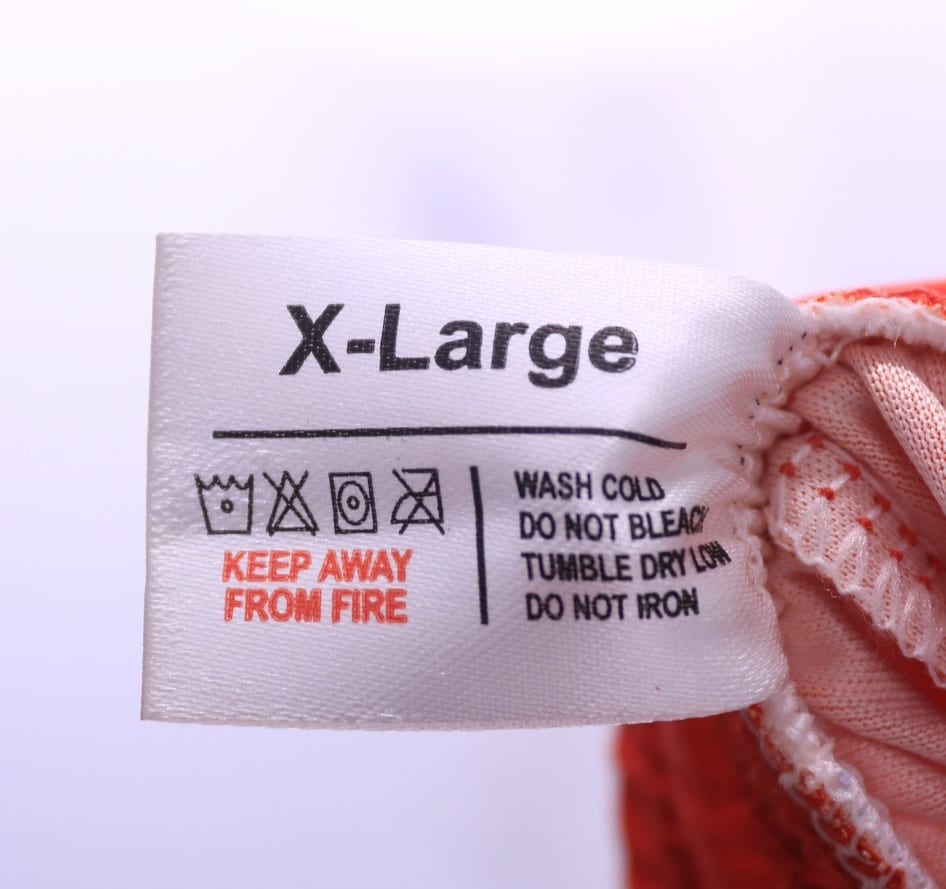 X-Large
KEEP AWAY
FROM FIRE
WASH COLD
DO NOT BLEACH
TUMBLE DRY LOW
DO NOT IRON